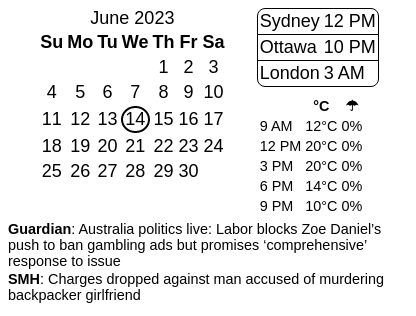 June 2023
Su Mo Tu We Th Fr Sa
1 2 3
4 5 6 7 8 9 10
11 12 13 14 15 16 17
18 19 20 21 22 23 24
25 26 27 28 29 30
Sydney 12 PM
Ottawa 10 PM
London 3 AM
°C ☂
9 AM 12°C 0%
12 PM 20°C 0%
3 PM 20°C 0%
6 PM 14°C 0%
9 PM 10°C 0%
Guardian: Australia politics live: Labor blocks Zoe Daniel’s
push to ban gambling ads but promises ‘comprehensive’
response to issue
SMH: Charges dropped against man accused of murdering
backpacker girlfriend